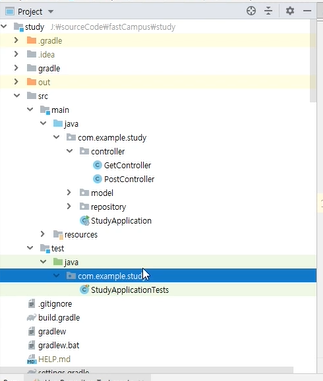 Project
study J:₩sourceCode₩fastCampus₩study
.gradle
.idea
gradle
out
src
main
java
com.example.study
controller
GetController
PostController
model
repository
StudyApplication
resources
test
java
com.example.study
StudyApplicationTests
.gitignore
build.gradle
gradlew
gradlew.bat
HELP.md
settings.gradle